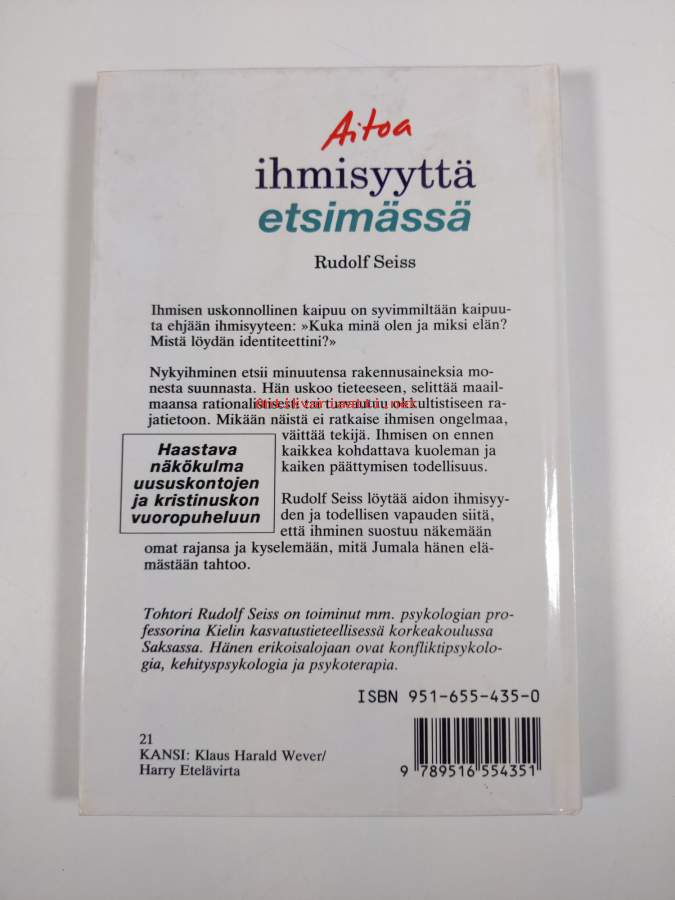 Aitoa
ihmisyyttä
etsimässä
Rudolf Seiss
Ihmisen uskonnollinen kaipuu on syvimmiltään kaipuu-
ta ehjään ihmisyyteen: »Kuka minä olen ja miksi elän?
Mistä löydän identiteettini?»
Nykyihminen etsii minuutensa rakennusaineksia mo-
nesta suunnasta. Hän uskoo tieteeseen, selittää maail-
maansa rationalistisesti tai turvautuu okkultistiseen ra-
Antikvariaatti.net
jatietoon. Mikään näistä ei ratkaise ihmisen ongelmaa,
väittää tekijä. Ihmisen on ennen
kaikkea kohdattava kuoleman ja
kaiken päättymisen todellisuus.
Haastava
näkökulma
uususkontojen
ja kristinuskon
vuoropuheluun
Rudolf Seiss löytää aidon ihmisyy-
den ja todellisen vapauden siitä,
että ihminen suostuu näkemään
omat rajansa ja kyselemään, mitä Jumala hänen elä-
mästään tahtoo.
Tohtori Rudolf Seiss on toiminut mm. psykologian pro-
fessorina Kielin kasvatustieteellisessä korkeakoulussa
Saksassa. Hänen erikoisalojaan ovat konfliktipsykolo-
gia, kehityspsykologia ja psykoterapia.
ISBN 951-655-435-0
21
KANSI: Klaus Harald Wever/
Harry Etelävirta
9 789516 554351